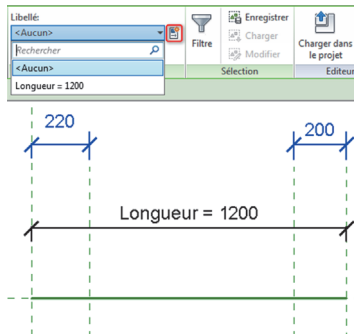 Libellé:
<Aucun>
Rechercher
<Aucun>
Longueur = 1200
Filtre
Enregistrer
Charger
Modifier
Sélection
Charger dans
le projet
Editeur
220
200
Longueur = 1200